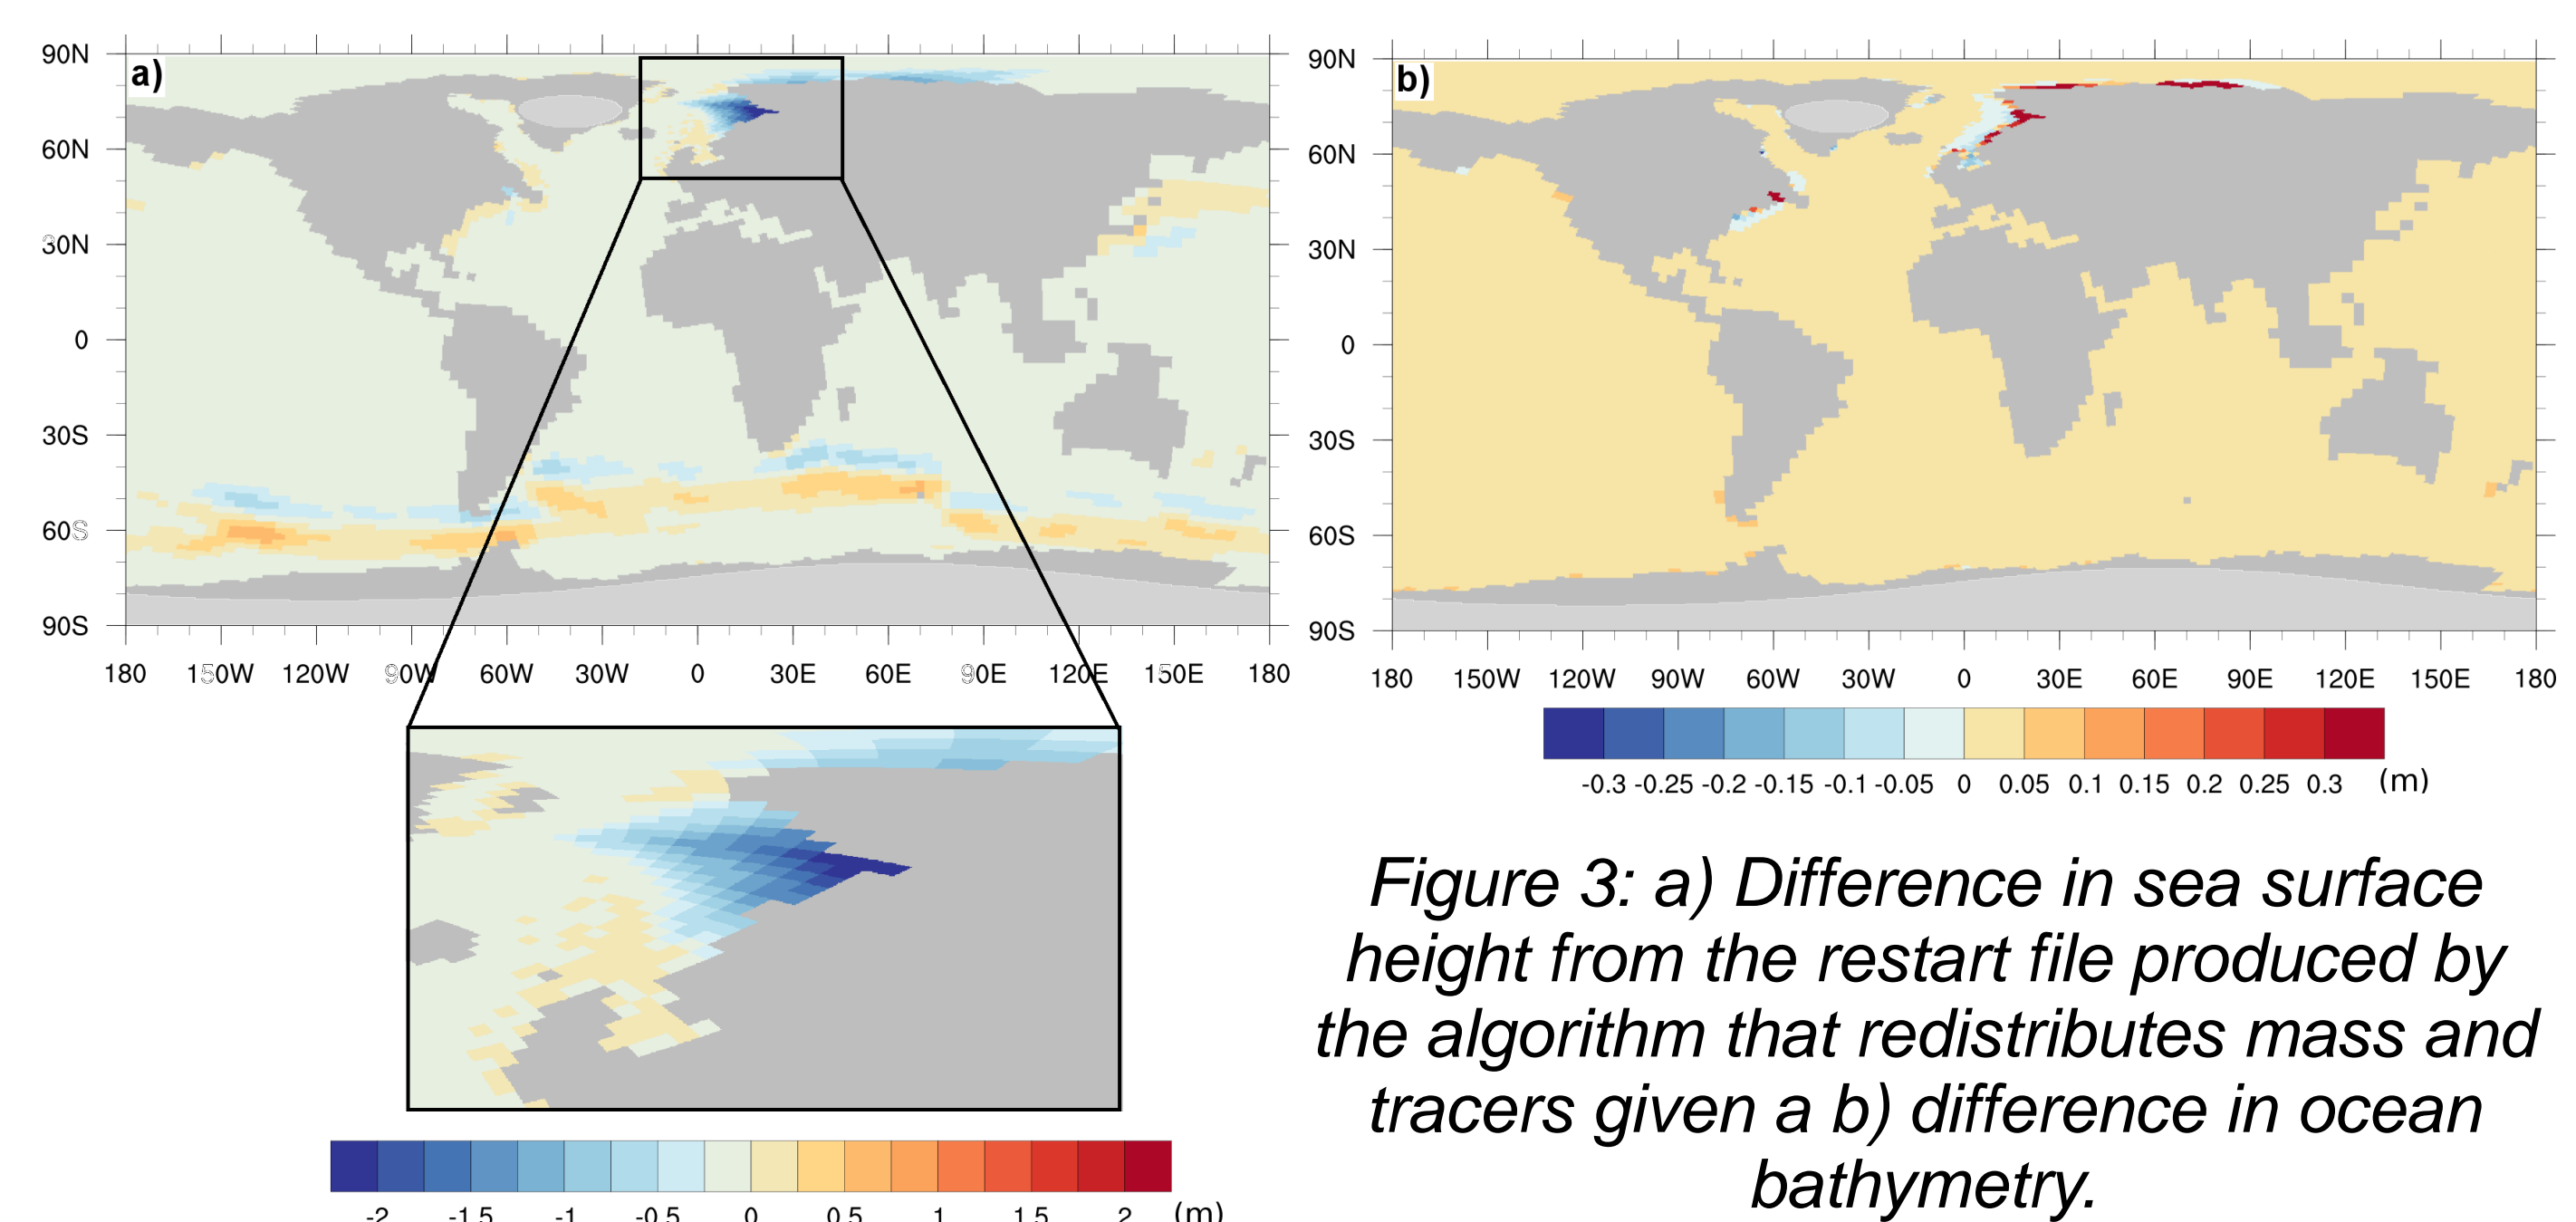 a)
90N
60N
30N
0
30S
60S
90S
180 150W 120W 90W 60W 30W 0 30E 60E 90E 120E 150E 180
-2 -1.5 -1 -0.5 0 0.5 1 1.5 2 (m)
b)
90N
60N
30N
0
30S
60S
90S
180 150W 120W 90W 60W 30W 0 30E 60E 90E 120E 150E 180
-0.3 -0.25 -0.2 -0.15 -0.1 -0.05 0 0.05 0.1 0.15 0.2 0.25 0.3 (m)
Figure 3: a) Difference in sea surface
height from the restart file produced by
the algorithm that redistributes mass and
tracers given a b) difference in ocean
bathymetry.